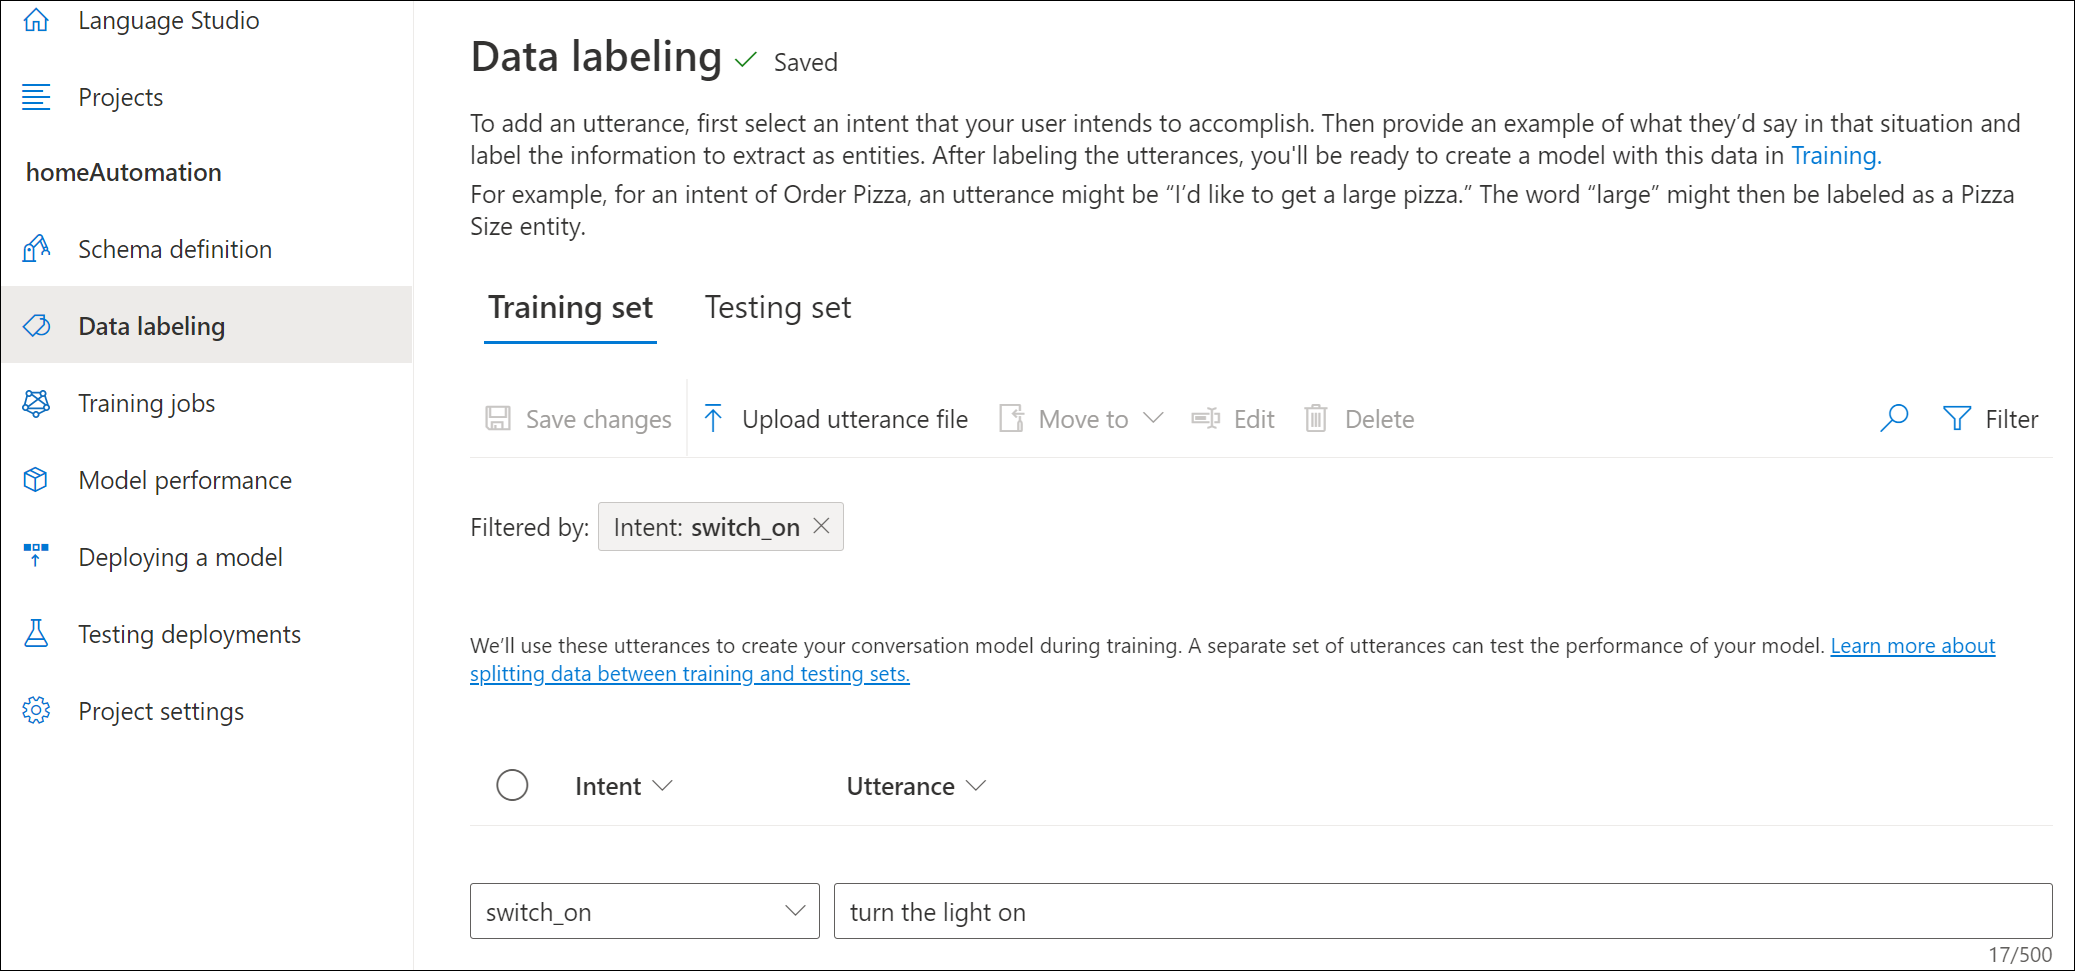 Language Studio
Projects
homeAutomation
Schema definition
Data labeling
Training jobs
Model performance
Deploying a model
Testing deployments
Project settings
Data labeling Saved
To add an utterance, first select an intent that your user intends to accomplish. Then provide an example of what they’d say in that situation and
label the information to extract as entities. After labeling the utterances, you'll be ready to create a model with this data in Training.
For example, for an intent of Order Pizza, an utterance might be “I’d like to get a large pizza.” The word “large” might then be labeled as a Pizza
Size entity.
Training set Testing set
Save changes Upload utterance file Move to Edit Delete Filter
Filtered by: Intent: switch_on
We’ll use these utterances to create your conversation model during training. A separate set of utterances can test the performance of your model. Learn more about
splitting data between training and testing sets.
Intent Utterance
switch_on turn the light on
17/500